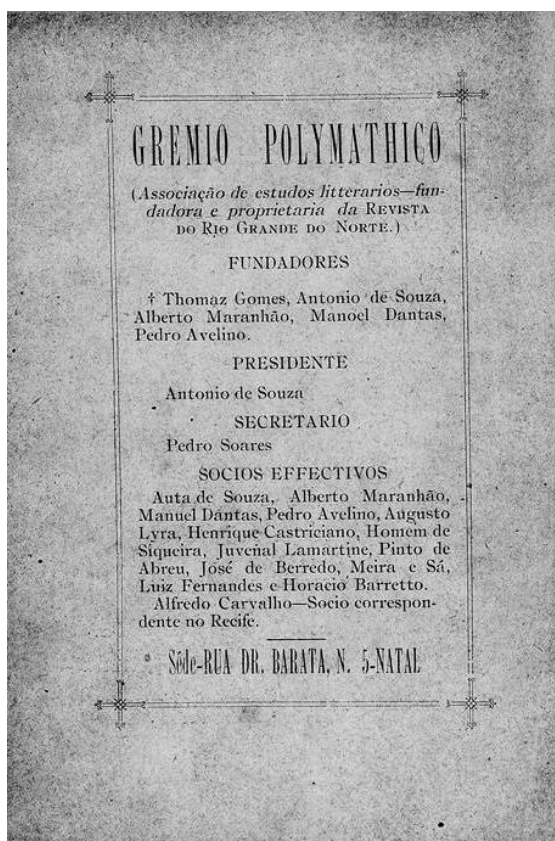 GREMIO POLYMATHICO
(Associação de estudos litterarios—fun-
dadora e proprietaria da REVISTA
DO RIO GRANDE DO NORTE.)
FUNDADORES
† Thomaz Gomes, Antonio de Souza,
Alberto Maranhão, Manoel Dantas,
Pedro Avelino.
PRESIDENTE
Antonio de Souza
SECRETARIO
Pedro Soares
SOCIOS EFFECTIVOS
Auta de Souza, Alberto Maranhão,
Manuel Dantas, Pedro Avelino, Augusto
Lyra, Henrique Castriciano, Homem de
Siqueira, Juvenal Lamartine, Pinto de
Abreu, José de Berredo, Meira e Sá,
Luiz Fernandes e Horacio Barretto.
Alfredo Carvalho—Socio correspon-
dente no Recife.
Séde-RUA DR. BARATA, N. 5-NATAL